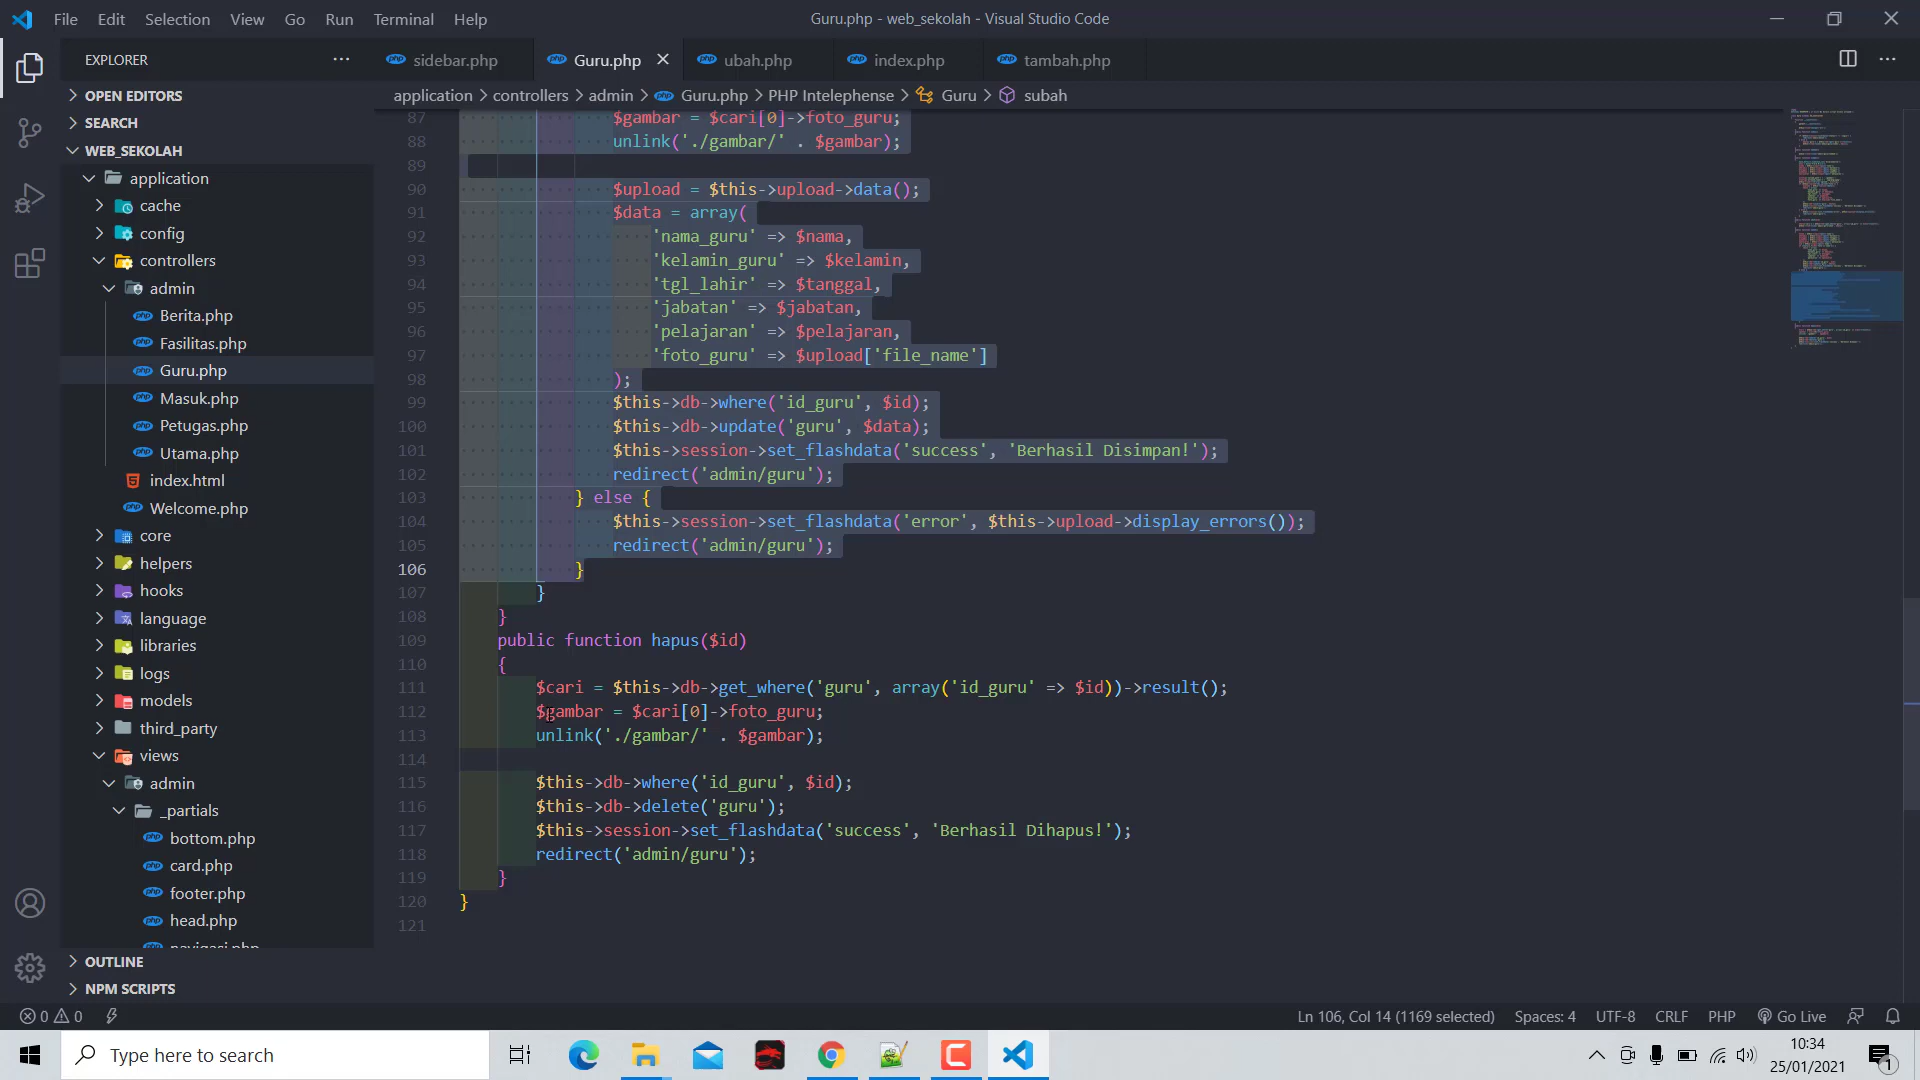 File Edit Selection View Go Run Terminal Help
Guru.php - web_sekolah - Visual Studio Code
EXPLORER
sidebar.php Guru.php ubah.php index.php tambah.php
application > controllers > admin > Guru.php > PHP Intelephense > Guru > subah
OPEN EDITORS
SEARCH
WEB_SEKOLAH
application
cache
config
controllers
admin
Berita.php
Fasilitas.php
Guru.php
Masuk.php
Petugas.php
Utama.php
index.html
Welcome.php
core
helpers
hooks
language
libraries
logs
models
third_party
views
admin
_partials
bottom.php
card.php
footer.php
head.php
navigasi.php
OUTLINE
NPM SCRIPTS
87 $gambar = $cari[0]->foto_guru;
88 unlink('./gambar/' . $gambar);
89
90 $upload = $this->upload->data();
91 $data = array(
92 'nama_guru' => $nama,
93 'kelamin_guru' => $kelamin,
94 'tgl_lahir' => $tanggal,
95 'jabatan' => $jabatan,
96 'pelajaran' => $pelajaran,
97 'foto_guru' => $upload['file_name']
98 );
99 $this->db->where('id_guru', $id);
100 $this->db->update('guru', $data);
101 $this->session->set_flashdata('success', 'Berhasil Disimpan!');
102 redirect('admin/guru');
103 } else {
104 $this->session->set_flashdata('error', $this->upload->display_errors());
105 redirect('admin/guru');
106 }
107 }
108 }
109 public function hapus($id)
110 {
111 $cari = $this->db->get_where('guru', array('id_guru' => $id))->result();
112 $gambar = $cari[0]->foto_guru;
113 unlink('./gambar/' . $gambar);
114
115 $this->db->where('id_guru', $id);
116 $this->db->delete('guru');
117 $this->session->set_flashdata('success', 'Berhasil Dihapus!');
118 redirect('admin/guru');
119 }
120 }
121
0 0
Ln 106, Col 14 (1169 selected) Spaces: 4 UTF-8 CRLF PHP Go Live
Type here to search
10:34
25/01/2021
1